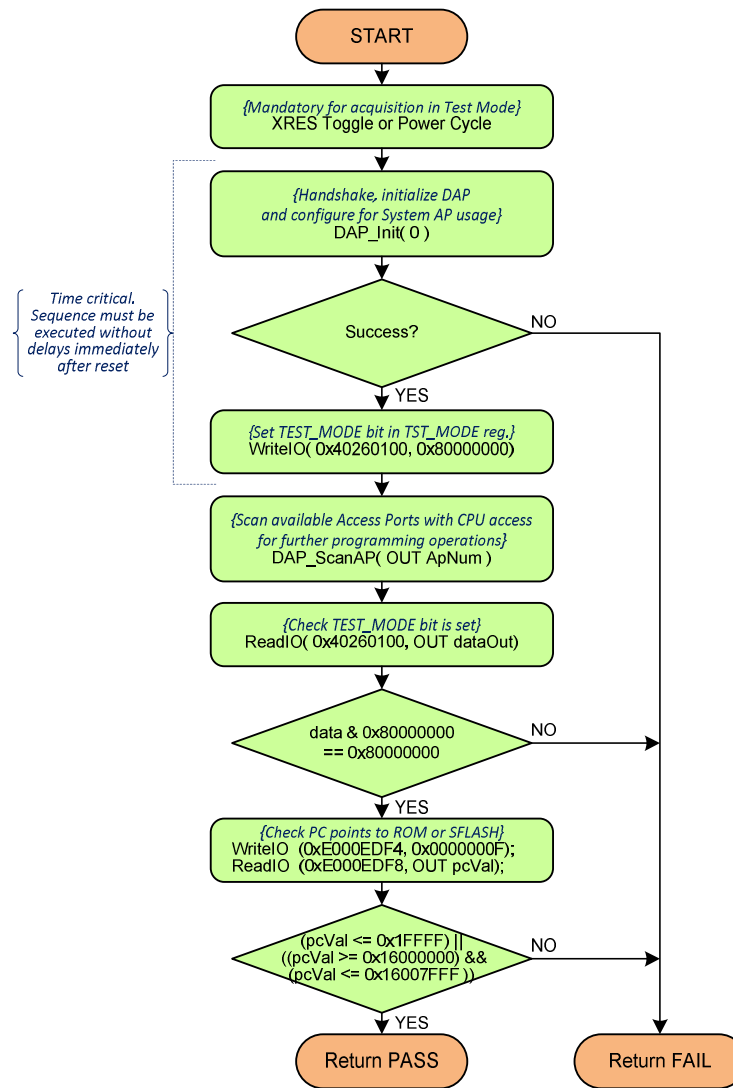 START
{Mandatory for acquisition in Test Mode}
XRES Toggle or Power Cycle
{Handshake, initialize DAP
and configure for System AP usage}
DAP_Init( 0 )
Time critical.
Sequence must be
executed without
delays immediately
after reset
Success?
NO
YES
{Set TEST_MODE bit in TST_MODE reg.}
WriteIO( 0x40260100, 0x80000000)
{Scan available Access Ports with CPU access
for further programming operations}
DAP_ScanAP( OUT ApNum )
{Check TEST_MODE bit is set}
ReadIO( 0x40260100, OUT dataOut)
data & 0x80000000
== 0x80000000
NO
YES
{Check PC points to ROM or SFLASH}
WriteIO (0xE000EDF4, 0x0000000F);
ReadIO (0xE000EDF8, OUT pcVal);
(pcVal <= 0x1FFFF) ||
((pcVal >= 0x16000000) &&
(pcVal <= 0x16007FFF ))
NO
YES
Return PASS
Return FAIL